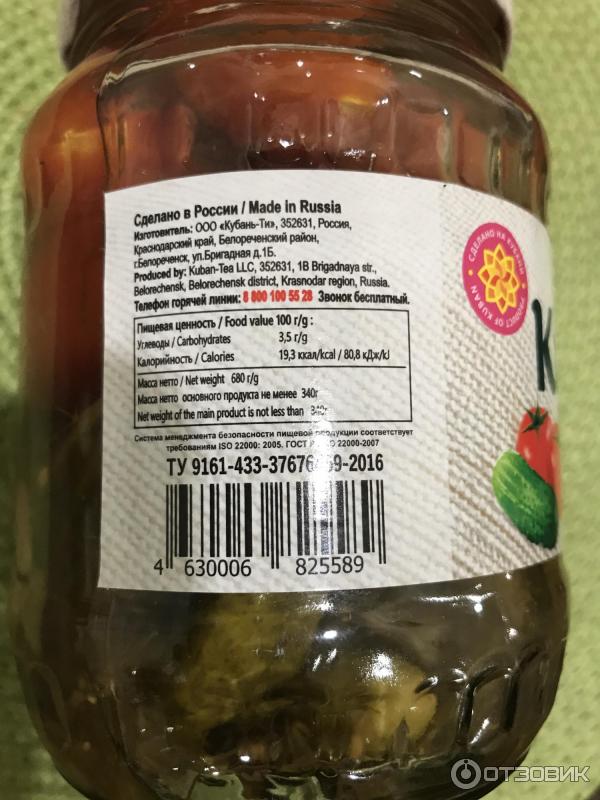 Сделано в России / Made in Russia
Изготовитель: ООО «Кубань-Ти», 352631, Россия,
Краснодарский край, Белореченский район,
г.Белореченск, ул.Бригадная д.1Б.
Produced by: Kuban-Tea LLC, 352631, 1B Brigadnaya str.,
Belorechensk, Belorechensk district, Krasnodar region, Russia.
Телефон горячей линии: 8 800 100 55 28 Звонок бесплатный.
Пищевая ценность / Food value 100 г/g :
Углеводы / Carbohydrates 3,5 г/g
Калорийность / Calories 19,3 ккал/kcal / 80,8 кДж/kJ
Масса нетто / Net weight 680 г/g
Масса нетто основного продукта не менее 340г
Net weight of the main product is not less than 340г
Система менеджмента безопасности пищевой продукции соответствует
требованиям ISO 22000: 2005, ГОСТ Р 22000-2007
ТУ 9161-433-37676-2016
4 630006 825589
СДЕЛАНО НА КУБАНИ
PRODUCT OF KUBAN
К
ОТЗОВИК